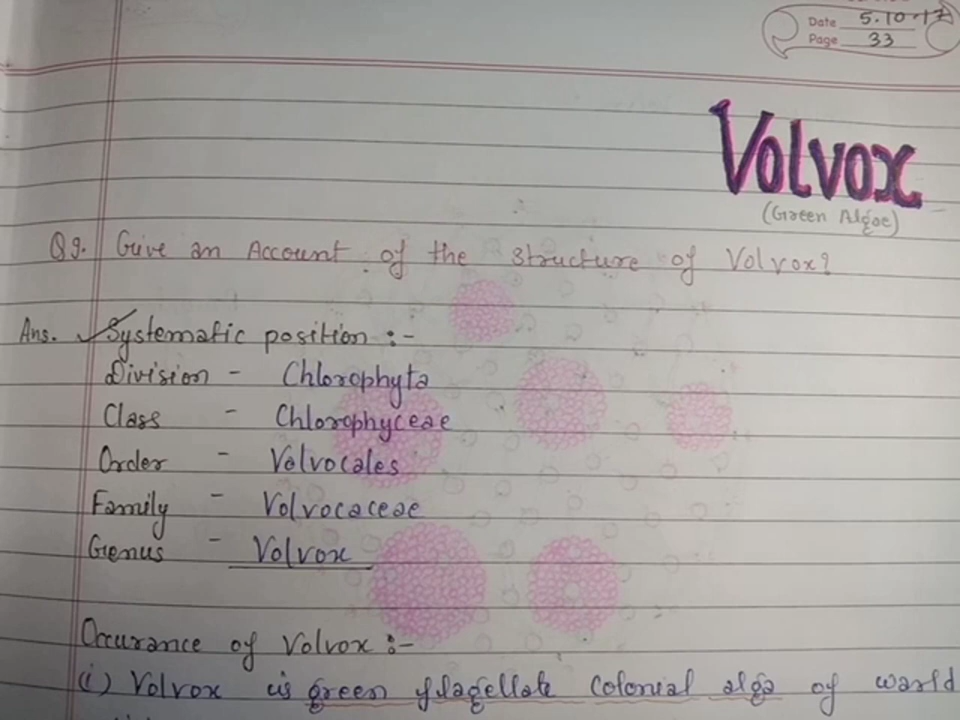 Date 5.10.17
Page 33
Volvox
(Green Algae)
Q9. Give an Account of the structure of Volvox?
Ans. Systematic position :-
Division - Chlorophyta
Class - Chlorophyceae
Order - Volvocales
Family - Volvocaceae
Genus - Volvox
Occurance of Volvox :-
(i) Volvox is green flagellate colonial alga of world